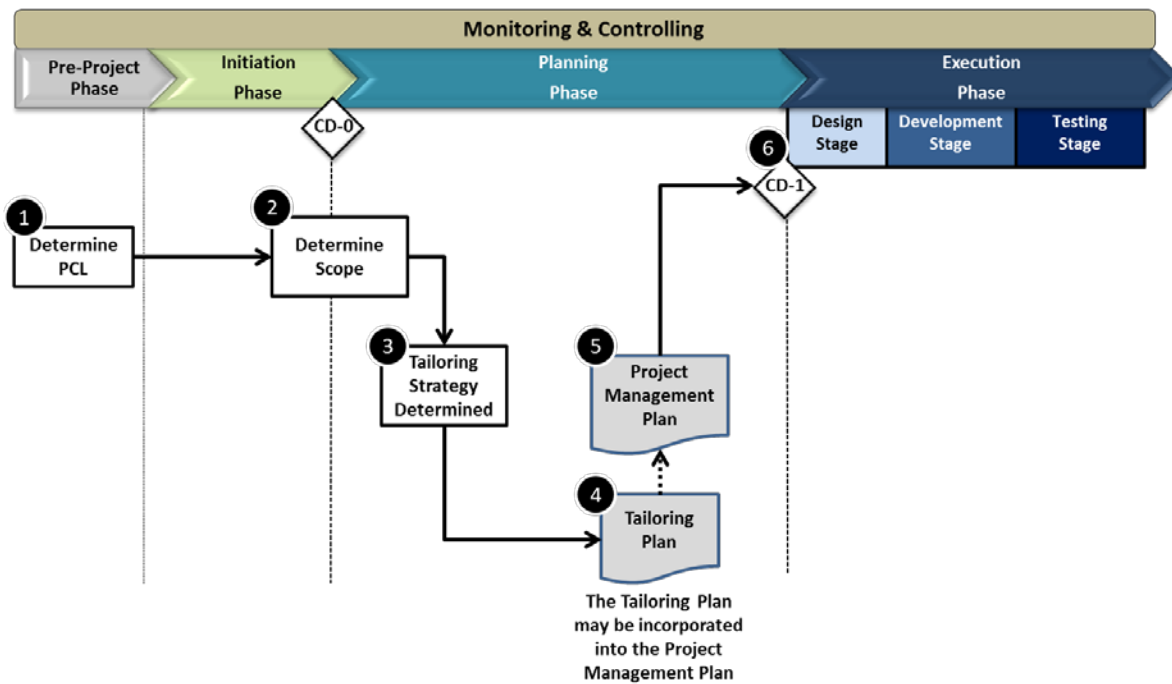 Monitoring & Controlling
Pre-Project
Phase
Initiation
Phase
Planning
Phase
Execution
Phase
CD-0
Design
Stage
Development
Stage
Testing
Stage
6
CD-1
1
Determine
PCL
2
Determine
Scope
3
Tailoring
Strategy
Determined
5
Project
Management
Plan
4
Tailoring
Plan
The Tailoring Plan
may be incorporated
into the Project
Management Plan